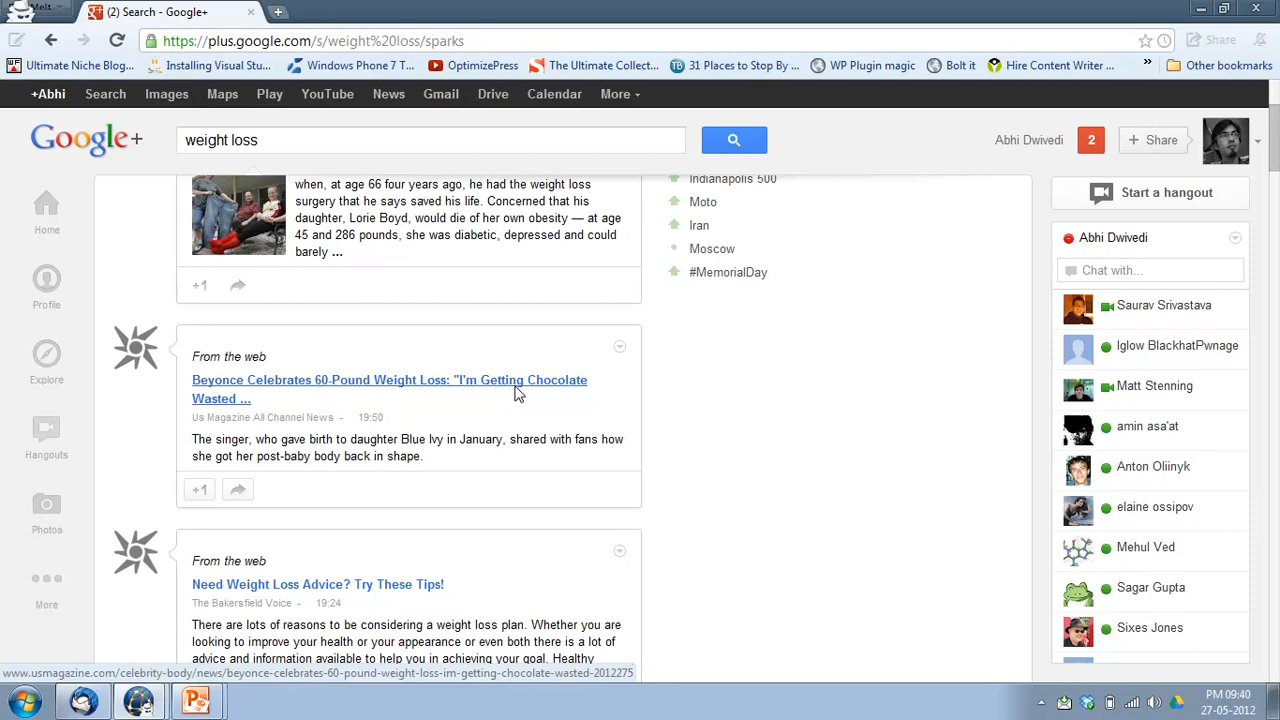 Melt
(2) Search - Google+
https://plus.google.com/s/weight%20loss/sparks
Share
Ultimate Niche Blog...
Installing Visual Stu...
Windows Phone 7 T...
OptimizePress
The Ultimate Collect...
31 Places to Stop By ...
WP Plugin magic
Bolt it
Hire Content Writer ...
»
Other bookmarks
+Abhi Search Images Maps Play YouTube News Gmail Drive Calendar More
Google+
weight loss
Abhi Dwivedi
2
+ Share
Home
Profile
Explore
Hangouts
Photos
More
when, at age 66 four years ago, he had the weight loss
surgery that he says saved his life. Concerned that his
daughter, Lorie Boyd, would die of her own obesity — at age
45 and 286 pounds, she was diabetic, depressed and could
barely ...
+1
From the web
Beyonce Celebrates 60-Pound Weight Loss: "I'm Getting Chocolate
Wasted ...
Us Magazine All Channel News - 19:50
The singer, who gave birth to daughter Blue Ivy in January, shared with fans how
she got her post-baby body back in shape.
+1
From the web
Need Weight Loss Advice? Try These Tips!
The Bakersfield Voice - 19:24
There are lots of reasons to be considering a weight loss plan. Whether you are
looking to improve your health or your appearance or even both there is a lot of
advice and information available to help you in achieving your goal. Healthy
Indianapolis 500
Moto
Iran
Moscow
#MemorialDay
Start a hangout
Abhi Dwivedi
Chat with...
Saurav Srivastava
Iglow BlackhatPwnage
Matt Stenning
amin asa'at
Anton Oliinyk
elaine ossipov
Mehul Ved
Sagar Gupta
Sixes Jones
www.usmagazine.com/celebrity-body/news/beyonce-celebrates-60-pound-weight-loss-im-getting-chocolate-wasted-2012275
PM 09:40
27-05-2012